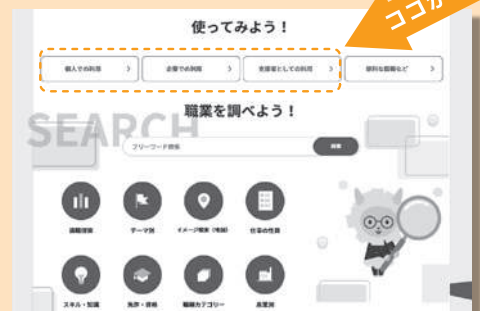 ココが
使ってみよう！
個人での利用
企業での利用
支援者としての利用
便利な機能など
職業を調べよう！
SEARCH
フリーワード検索
検索
適職探索
テーマ別
イメージ検索（地図）
仕事の性質
スキル・知識
免許・資格
職種カテゴリー
産業別